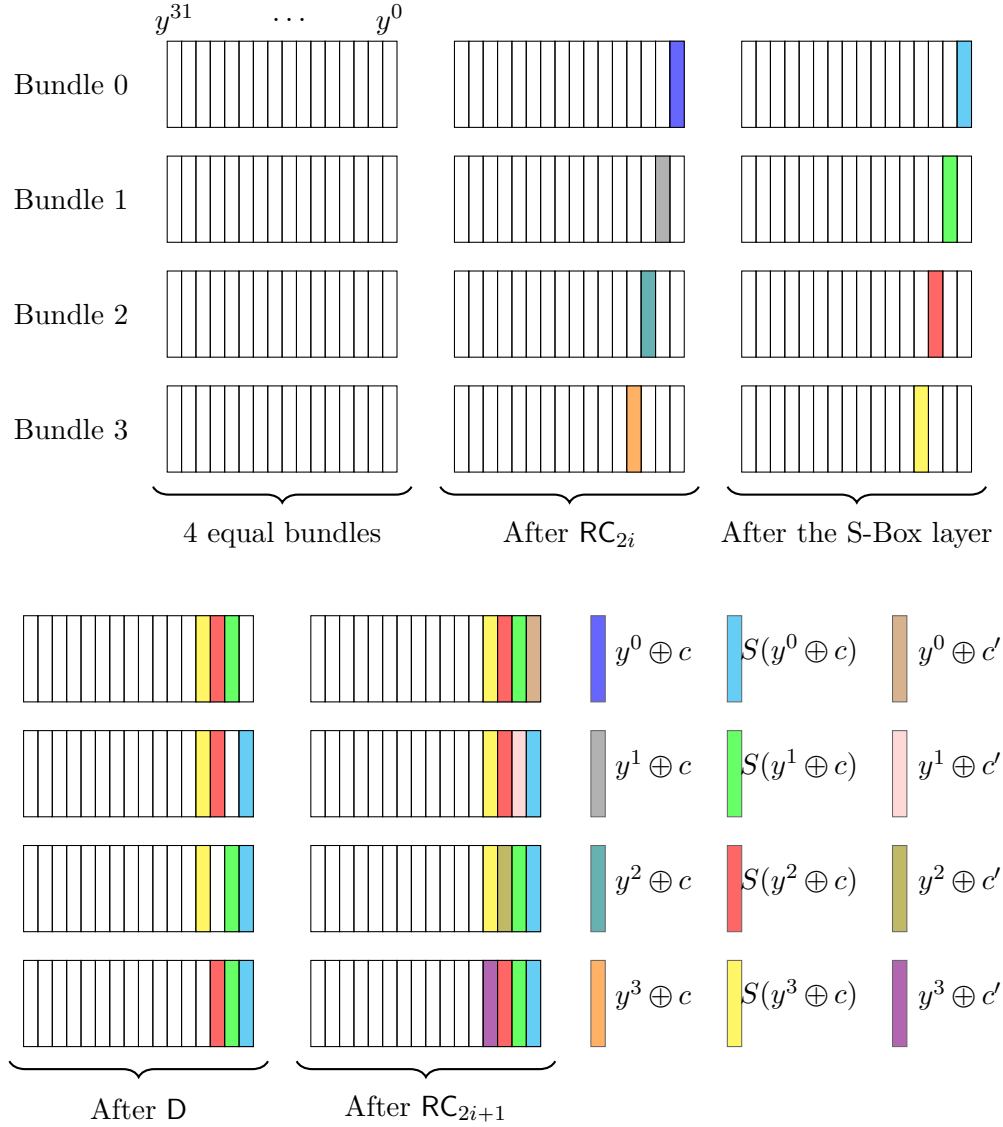 y^31 ··· y^0
Bundle 0
Bundle 1
Bundle 2
Bundle 3
4 equal bundles
After RC_2i
After the S-Box layer
y^0 ⊕ c
S(y^0 ⊕ c)
y^0 ⊕ c′
y^1 ⊕ c
S(y^1 ⊕ c)
y^1 ⊕ c′
y^2 ⊕ c
S(y^2 ⊕ c)
y^2 ⊕ c′
y^3 ⊕ c
S(y^3 ⊕ c)
y^3 ⊕ c′
After D
After RC_2i+1